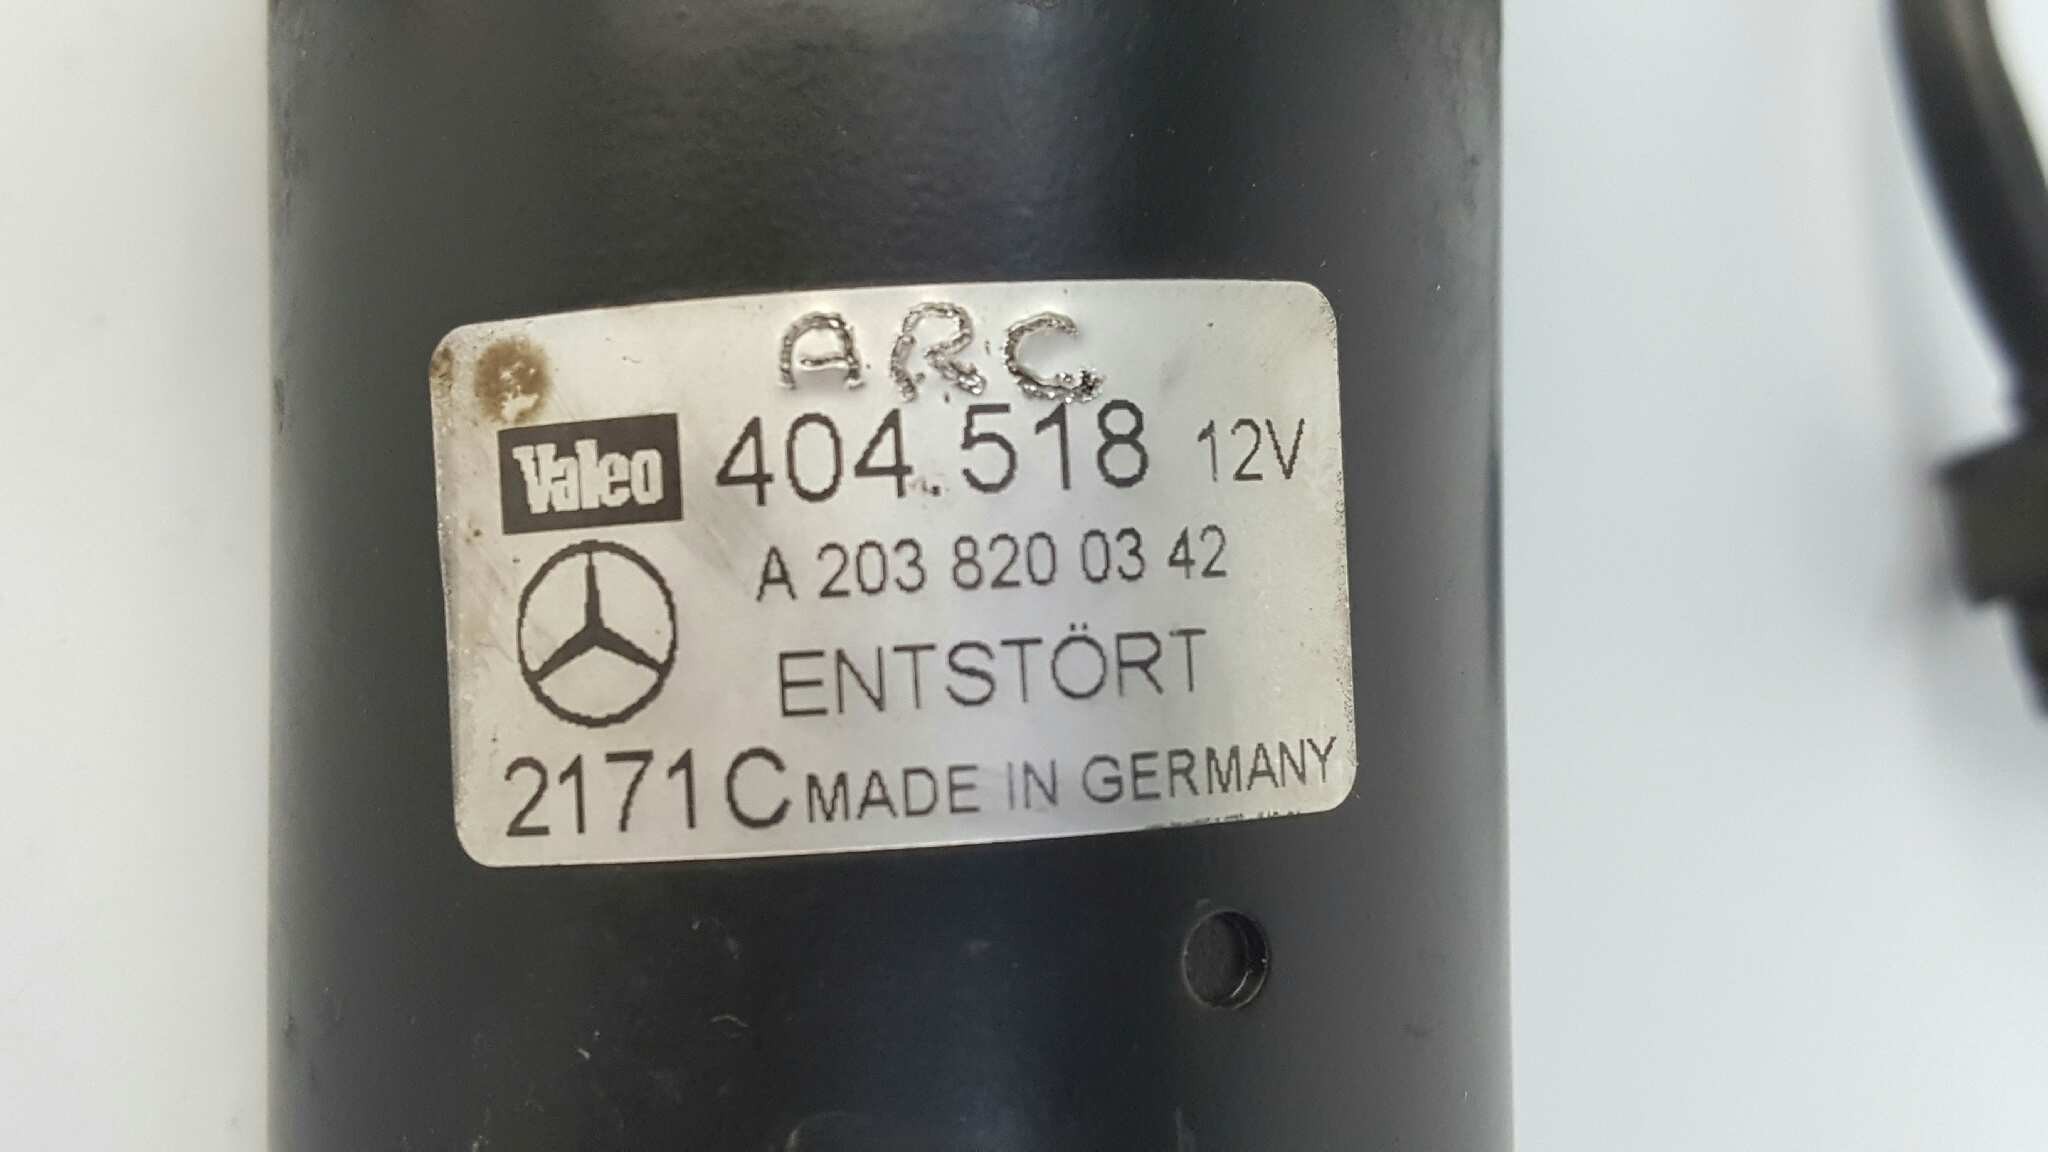 ARC
Valeo 404.518 12V
A 203 820 03 42
ENTSTÖRT
2171C MADE IN GERMANY